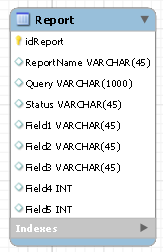 Report
idReport
ReportName VARCHAR(45)
Query VARCHAR(1000)
Status VARCHAR(45)
Field1 VARCHAR(45)
Field2 VARCHAR(45)
Field3 VARCHAR(45)
Field4 INT
Field5 INT
Indexes